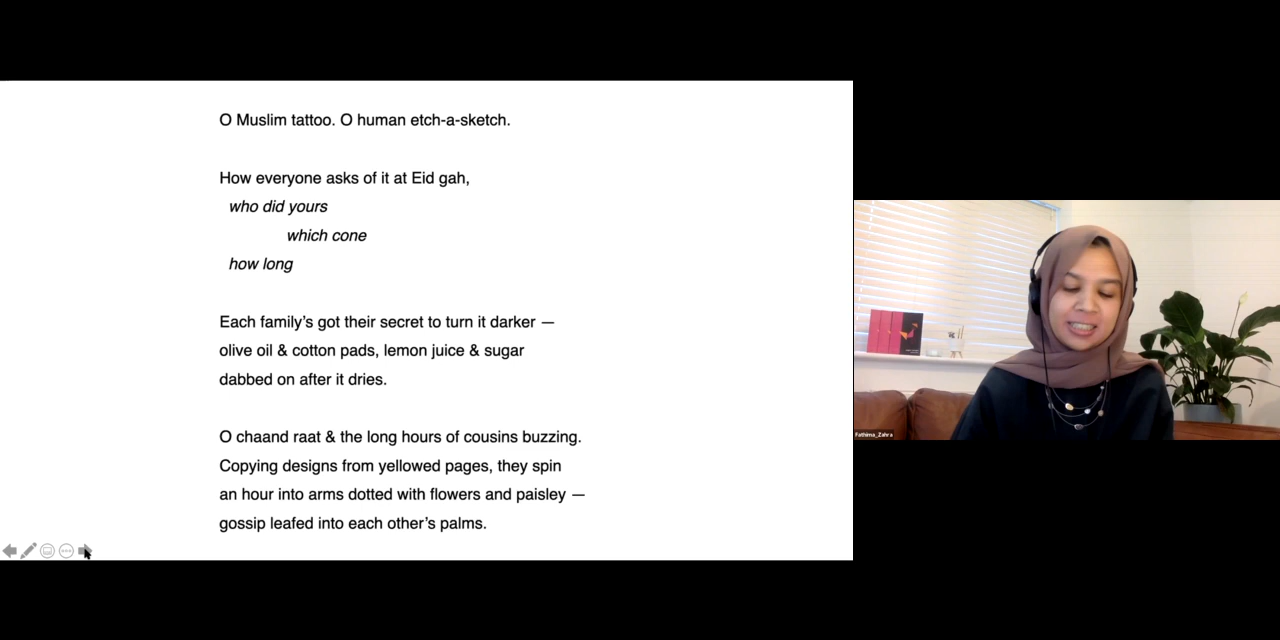 O Muslim tattoo. O human etch-a-sketch.
How everyone asks of it at Eid gah,
who did yours
which cone
how long
Each family’s got their secret to turn it darker —
olive oil & cotton pads, lemon juice & sugar
dabbed on after it dries.
O chaand raat & the long hours of cousins buzzing.
Copying designs from yellowed pages, they spin
an hour into arms dotted with flowers and paisley —
gossip leafed into each other’s palms.
Fathima_Zahra